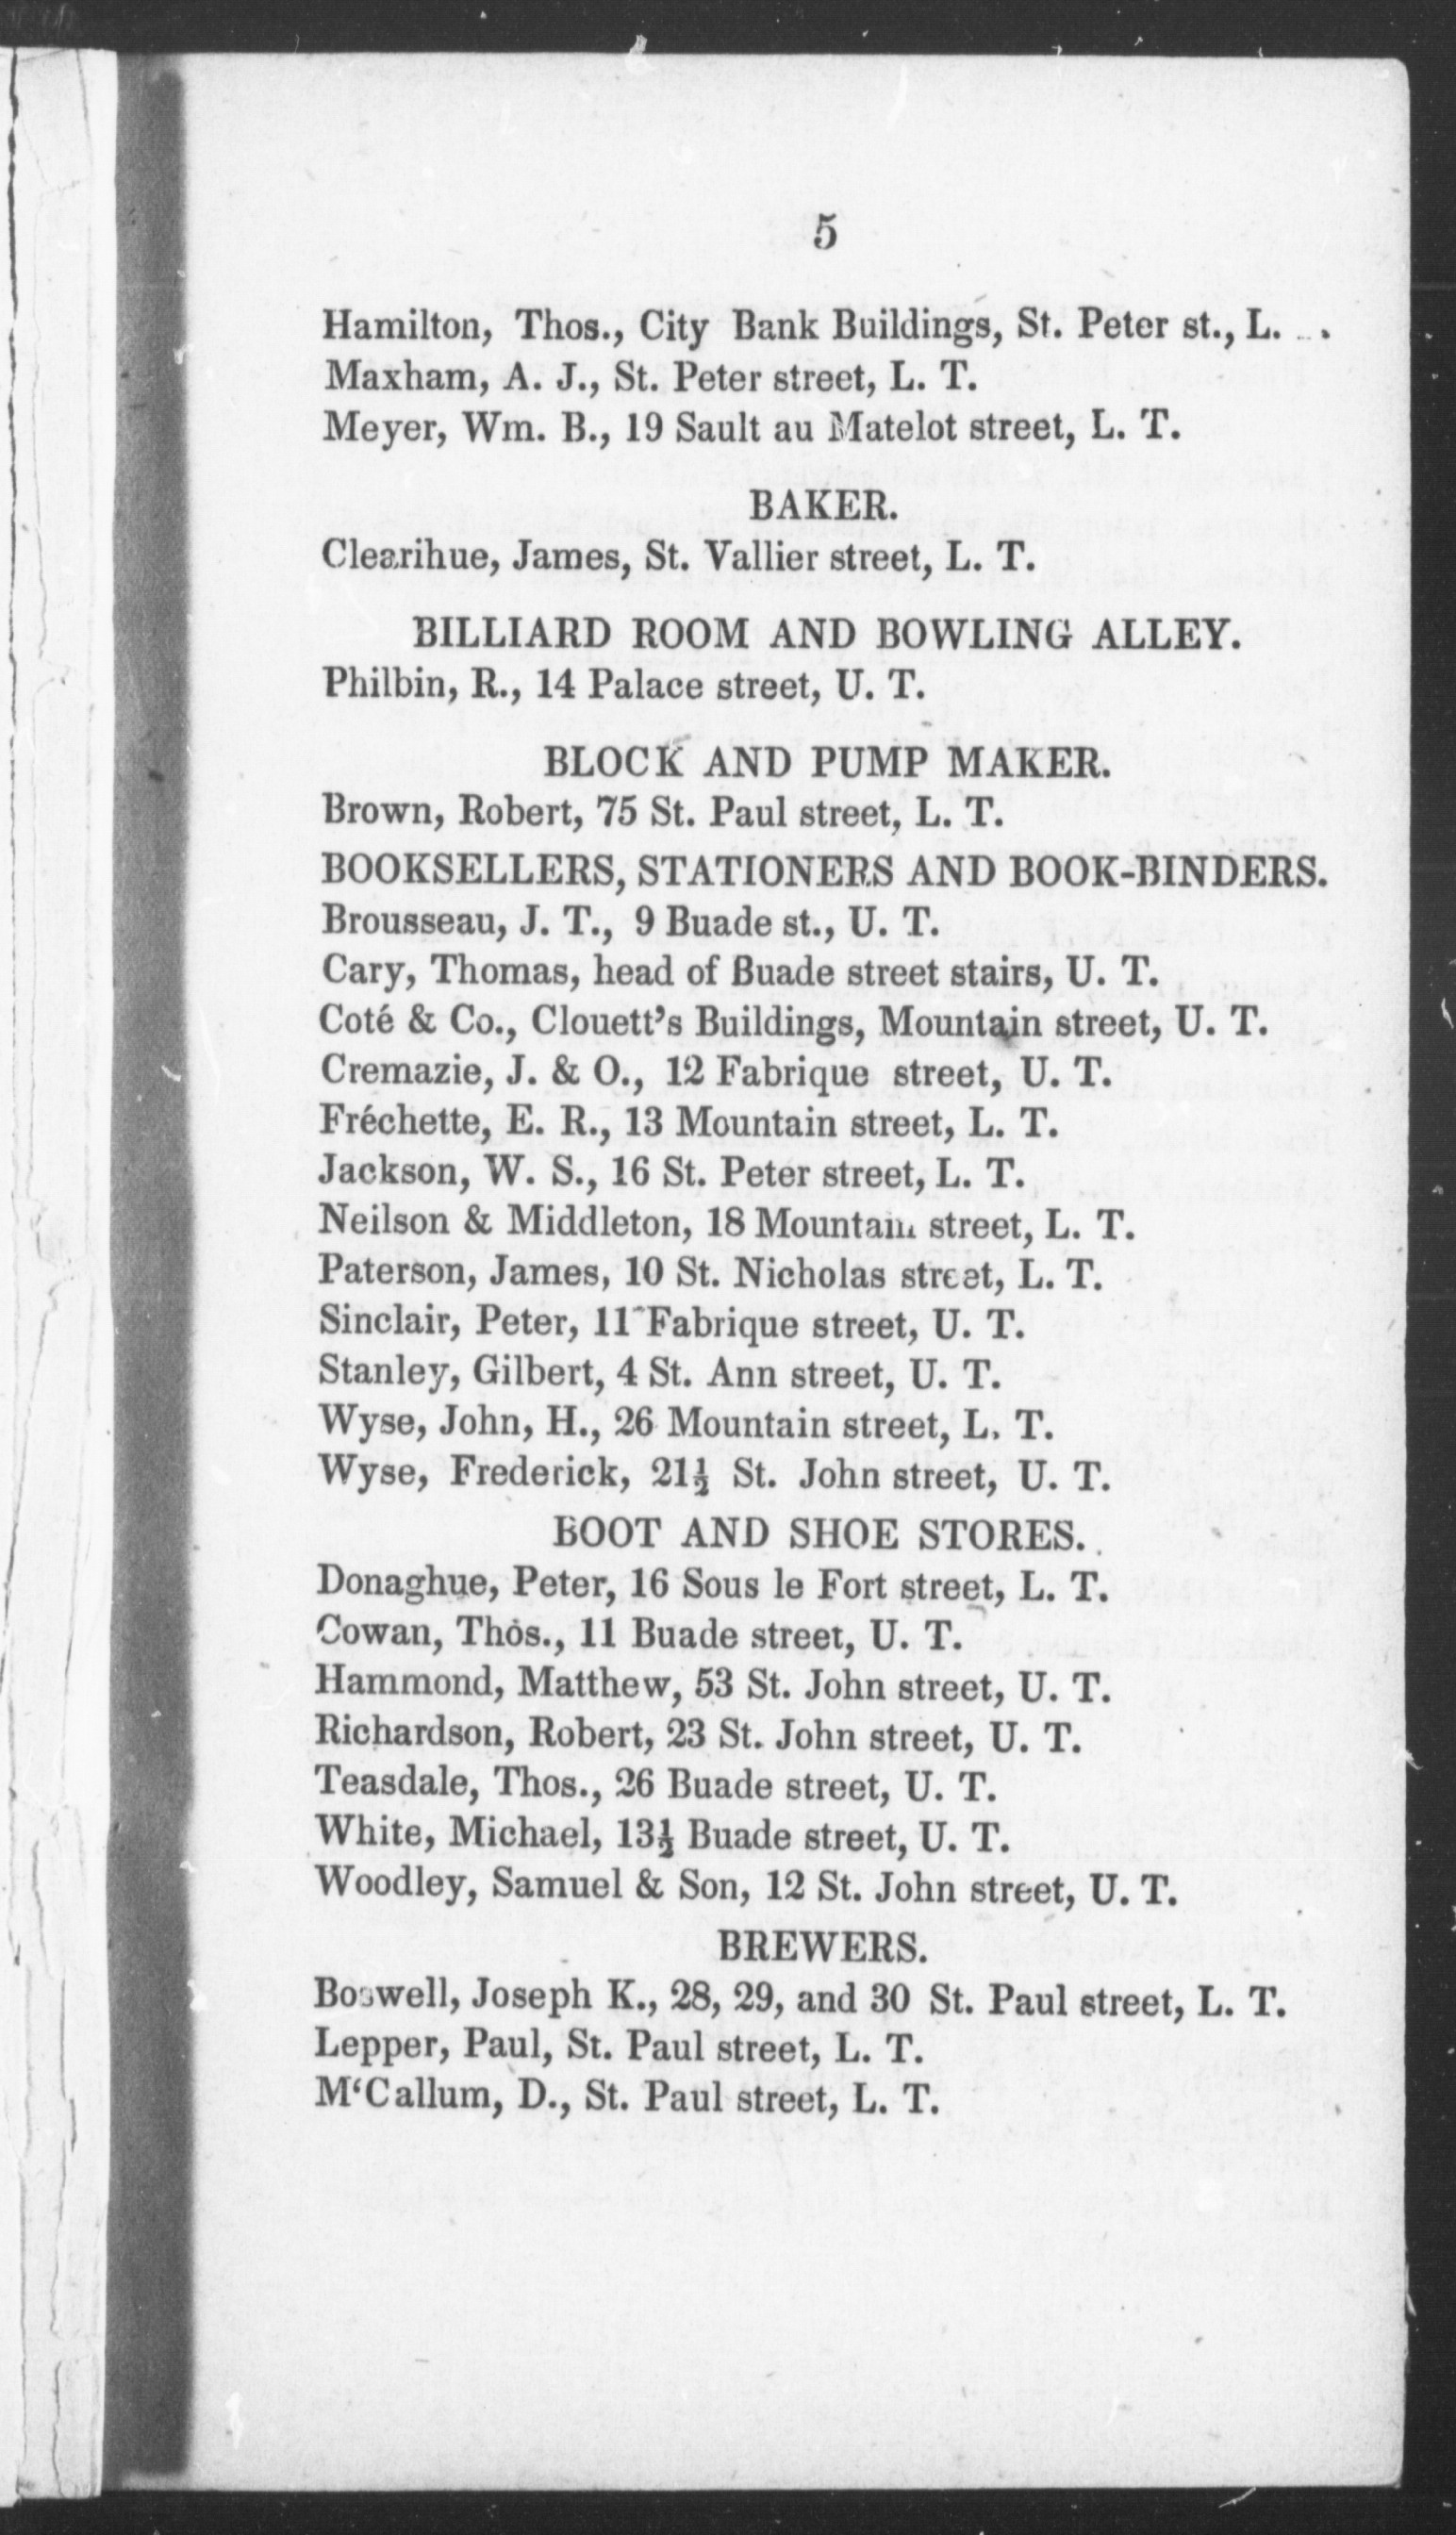 5
Hamilton, Thos., City Bank Buildings, St. Peter st., L.
Maxham, A. J., St. Peter street, L. T.
Meyer, Wm. B., 19 Sault au Matelot street, L. T.
BAKER.
Clearihue, James, St. Vallier street, L. T.
BILLIARD ROOM AND BOWLING ALLEY.
Philbin, R., 14 Palace street, U. T.
BLOCK AND PUMP MAKER.
Brown, Robert, 75 St. Paul street, L. T.
BOOKSELLERS, STATIONERS AND BOOK-BINDERS.
Brousseau, J. T., 9 Buade st., U. T.
Cary, Thomas, head of Buade street stairs, U. T.
Coté & Co., Clouett's Buildings, Mountain street, U. T.
Cremazie, J. & O., 12 Fabrique street, U. T.
Fréchette, E. R., 13 Mountain street, L. T.
Jackson, W. S., 16 St. Peter street, L. T.
Neilson & Middleton, 18 Mountain street, L. T.
Paterson, James, 10 St. Nicholas street, L. T.
Sinclair, Peter, 11 Fabrique street, U. T.
Stanley, Gilbert, 4 St. Ann street, U. T.
Wyse, John, H., 26 Mountain street, L. T.
Wyse, Frederick, 21½ St. John street, U. T.
BOOT AND SHOE STORES.
Donaghue, Peter, 16 Sous le Fort street, L. T.
Cowan, Thos., 11 Buade street, U. T.
Hammond, Matthew, 53 St. John street, U. T.
Richardson, Robert, 23 St. John street, U. T.
Teasdale, Thos., 26 Buade street, U. T.
White, Michael, 13½ Buade street, U. T.
Woodley, Samuel & Son, 12 St. John street, U. T.
BREWERS.
Boswell, Joseph K., 28, 29, and 30 St. Paul street, L. T.
Lepper, Paul, St. Paul street, L. T.
M‘Callum, D., St. Paul street, L. T.